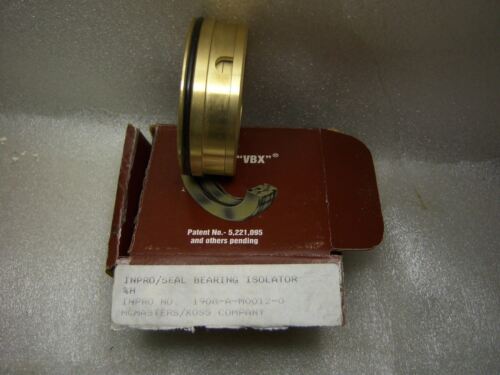 "VBX"®
Patent No.- 5,221,095
and others pending
INPRO/SEAL BEARING ISOLATOR
%A
INPRO NO. 1908-A-M0012-0
MCMASTERS/KOSS COMPANY